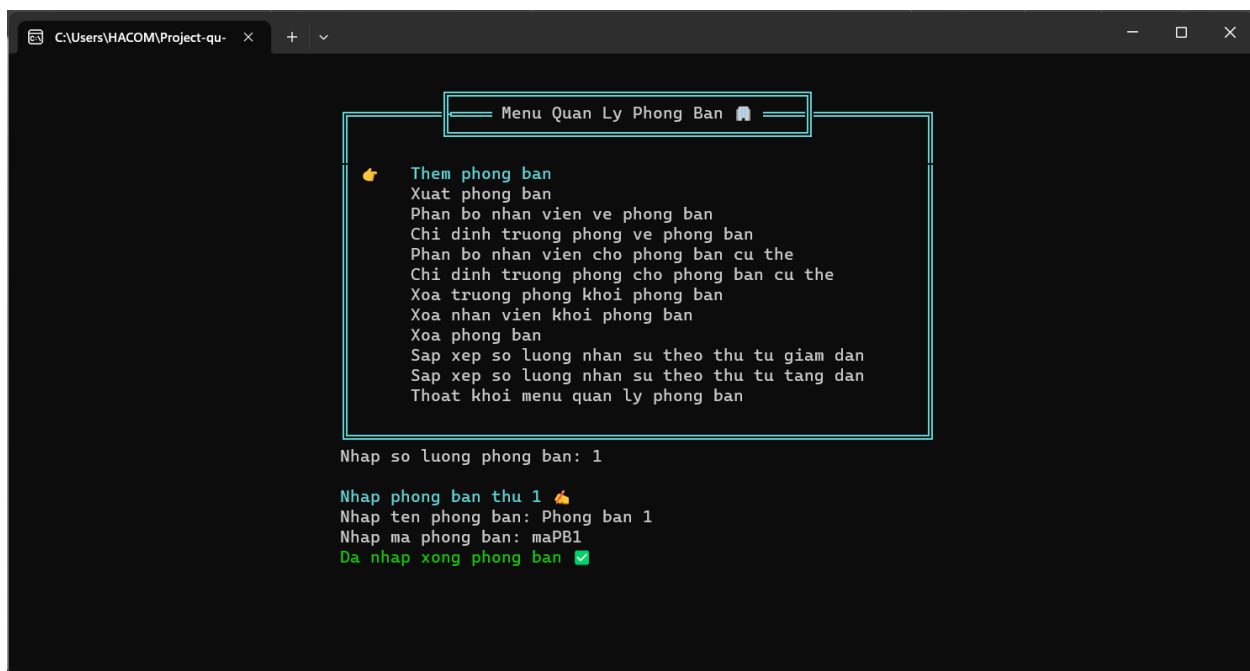 C:\Users\HACOM\Project-qu-
Menu Quan Ly Phong Ban 🏢
👉 Them phong ban
Xuat phong ban
Phan bo nhan vien ve phong ban
Chi dinh truong phong ve phong ban
Phan bo nhan vien cho phong ban cu the
Chi dinh truong phong cho phong ban cu the
Xoa truong phong khoi phong ban
Xoa nhan vien khoi phong ban
Xoa phong ban
Sap xep so luong nhan su theo thu tu giam dan
Sap xep so luong nhan su theo thu tu tang dan
Thoat khoi menu quan ly phong ban
Nhap so luong phong ban: 1
Nhap phong ban thu 1 ✍
Nhap ten phong ban: Phong ban 1
Nhap ma phong ban: maPB1
Da nhap xong phong ban ✅